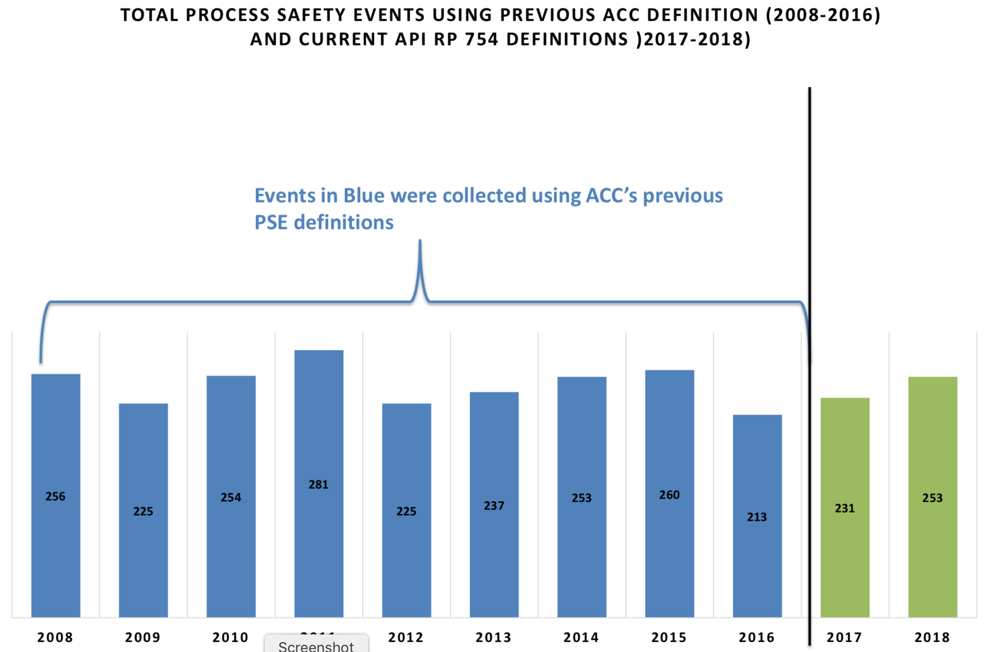 TOTAL PROCESS SAFETY EVENTS USING PREVIOUS ACC DEFINITION (2008-2016)
AND CURRENT API RP 754 DEFINITIONS )2017-2018)
Events in Blue were collected using ACC’s previous
PSE definitions
256
225
254
281
225
237
253
260
213
231
253
2008 2009 2010 2011 2012 2013 2014 2015 2016 2017 2018
Screenshot